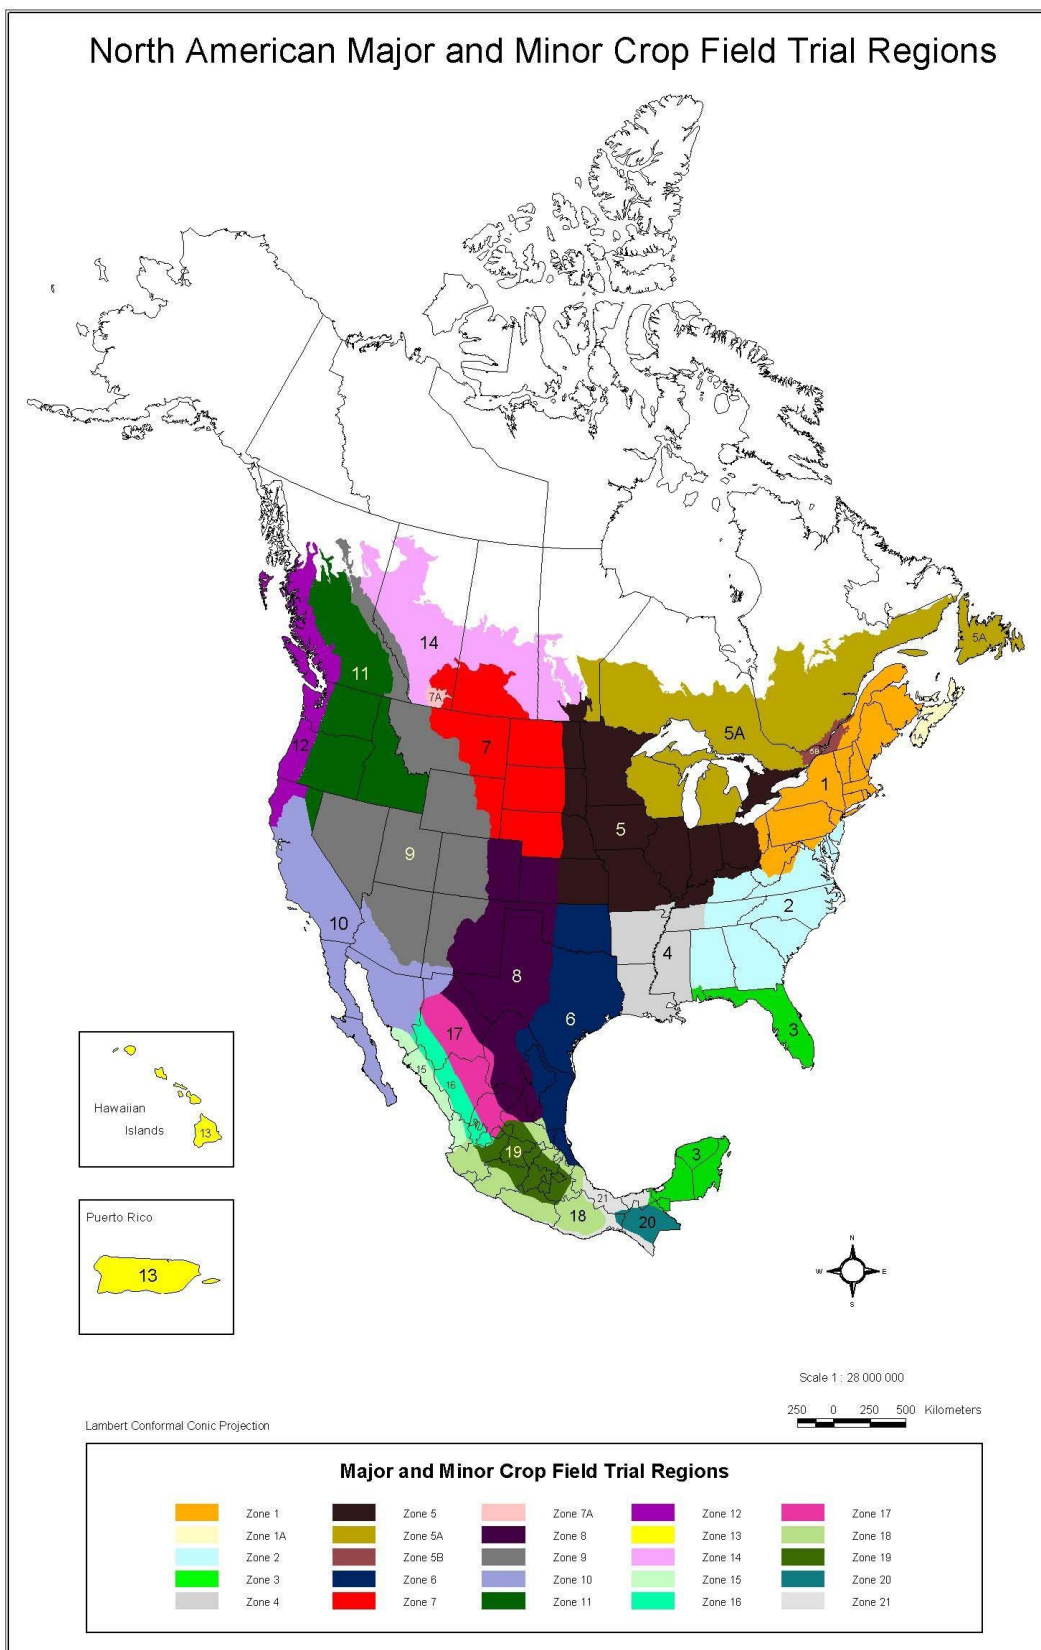 North American Major and Minor Crop Field Trial Regions
14
11
7A
5A
12
7
5A
5B
1A
1
5
9
2
10
4
8
6
3
17
15
16
Hawaiian
Islands
13
3
19
21
18
20
Puerto Rico
13
N
W E
S
Scale 1 : 28 000 000
250 0 250 500 Kilometers
Lambert Conformal Conic Projection
Major and Minor Crop Field Trial Regions
Zone 1 Zone 5 Zone 7A Zone 12 Zone 17
Zone 1A Zone 5A Zone 8 Zone 13 Zone 18
Zone 2 Zone 5B Zone 9 Zone 14 Zone 19
Zone 3 Zone 6 Zone 10 Zone 15 Zone 20
Zone 4 Zone 7 Zone 11 Zone 16 Zone 21